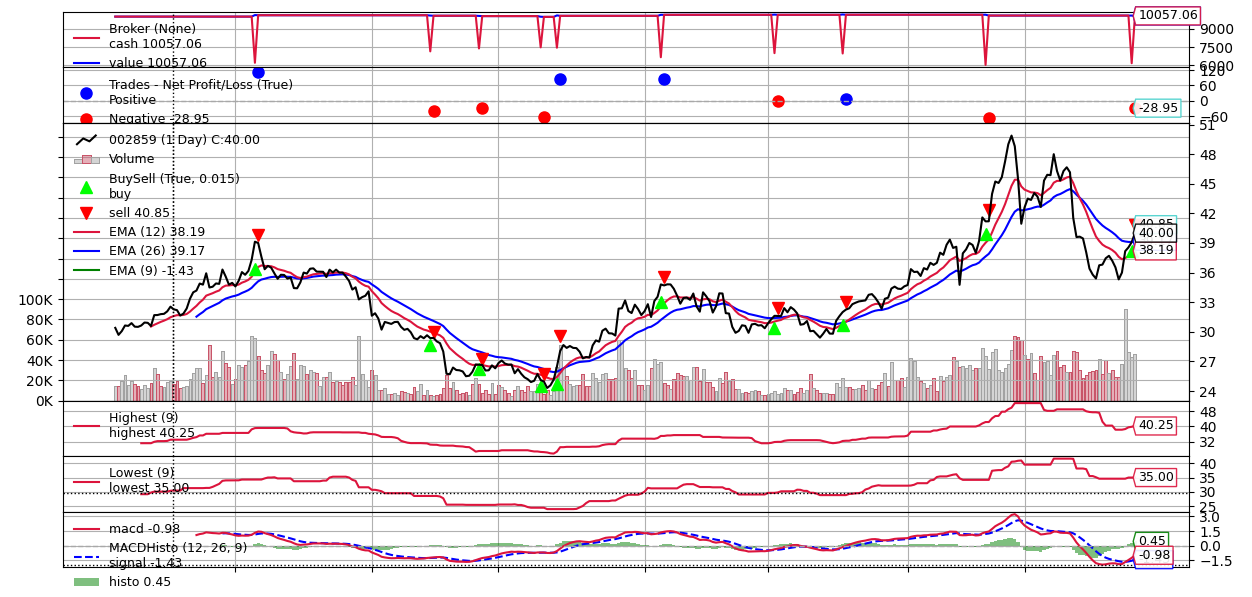 Broker (None)
cash 10057.06
value 10057.06
10057.06
9000
7500
6000
Trades - Net Profit/Loss (True)
Positive
Negative -28.95
120
60
0
-28.95
−60
002859 (1 Day) C:40.00
Volume
BuySell (True, 0.015)
buy
sell 40.85
EMA (12) 38.19
EMA (26) 39.17
EMA (9) -1.43
100K
80K
60K
40K
20K
0K
51
48
45
42
40.85
40.00
39
38.19
36
33
30
27
24
Highest (9)
highest 40.25
48
40
40.25
32
Lowest (9)
lowest 35.00
40
35
35.00
30
25
macd -0.98
MACDHisto (12, 26, 9)
signal -1.43
histo 0.45
3.0
1.5
0.45
0.0
-0.98
−1.5